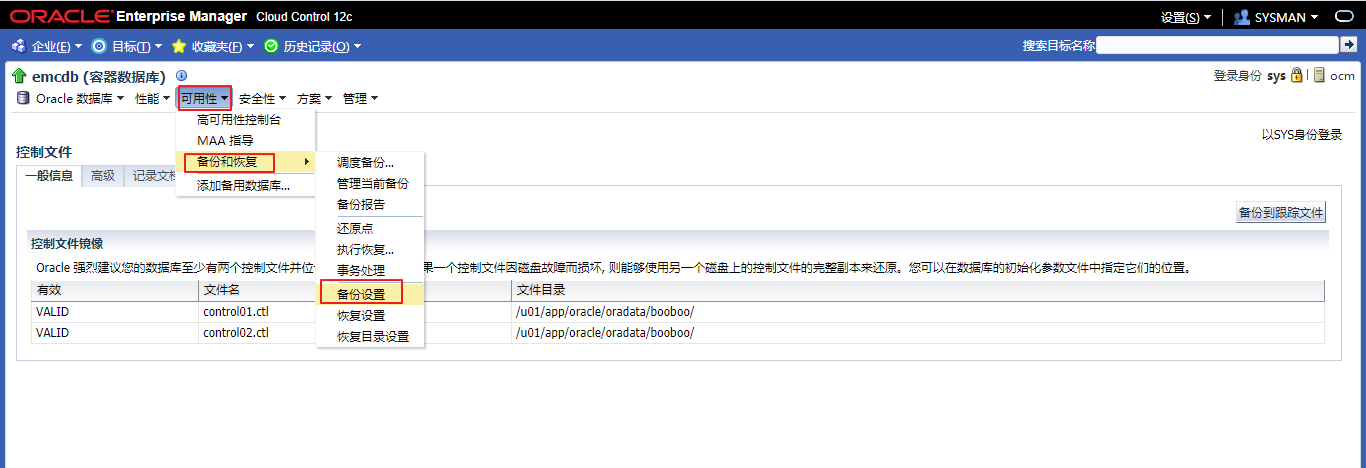 ORACLE Enterprise Manager Cloud Control 12c 设置(S) SYSMAN
企业(E) 目标(T) 收藏夹(F) 历史记录(O) 搜索目标名称
emcdb (容器数据库) 登录身份 sys ocm
Oracle 数据库 性能 可用性 安全性 方案 管理
高可用性控制台
以SYS身份登录
MAA 指导
控制文件
备份和恢复
调度备份...
一般信息 高级 记录文档
添加备用数据库...
管理当前备份
备份报告
备份到跟踪文件
还原点
控制文件镜像
执行恢复...
Oracle 强烈建议您的数据库至少有两个控制文件并位 果一个控制文件因磁盘故障而损坏, 则能够使用另一个磁盘上的控制文件的完整副本来还原。您可以在数据库的初始化参数文件中指定它们的位置。
事务处理
有效 文件名 文件目录
备份设置
VALID control01.ctl /u01/app/oracle/oradata/booboo/
恢复设置
VALID control02.ctl /u01/app/oracle/oradata/booboo/
恢复目录设置